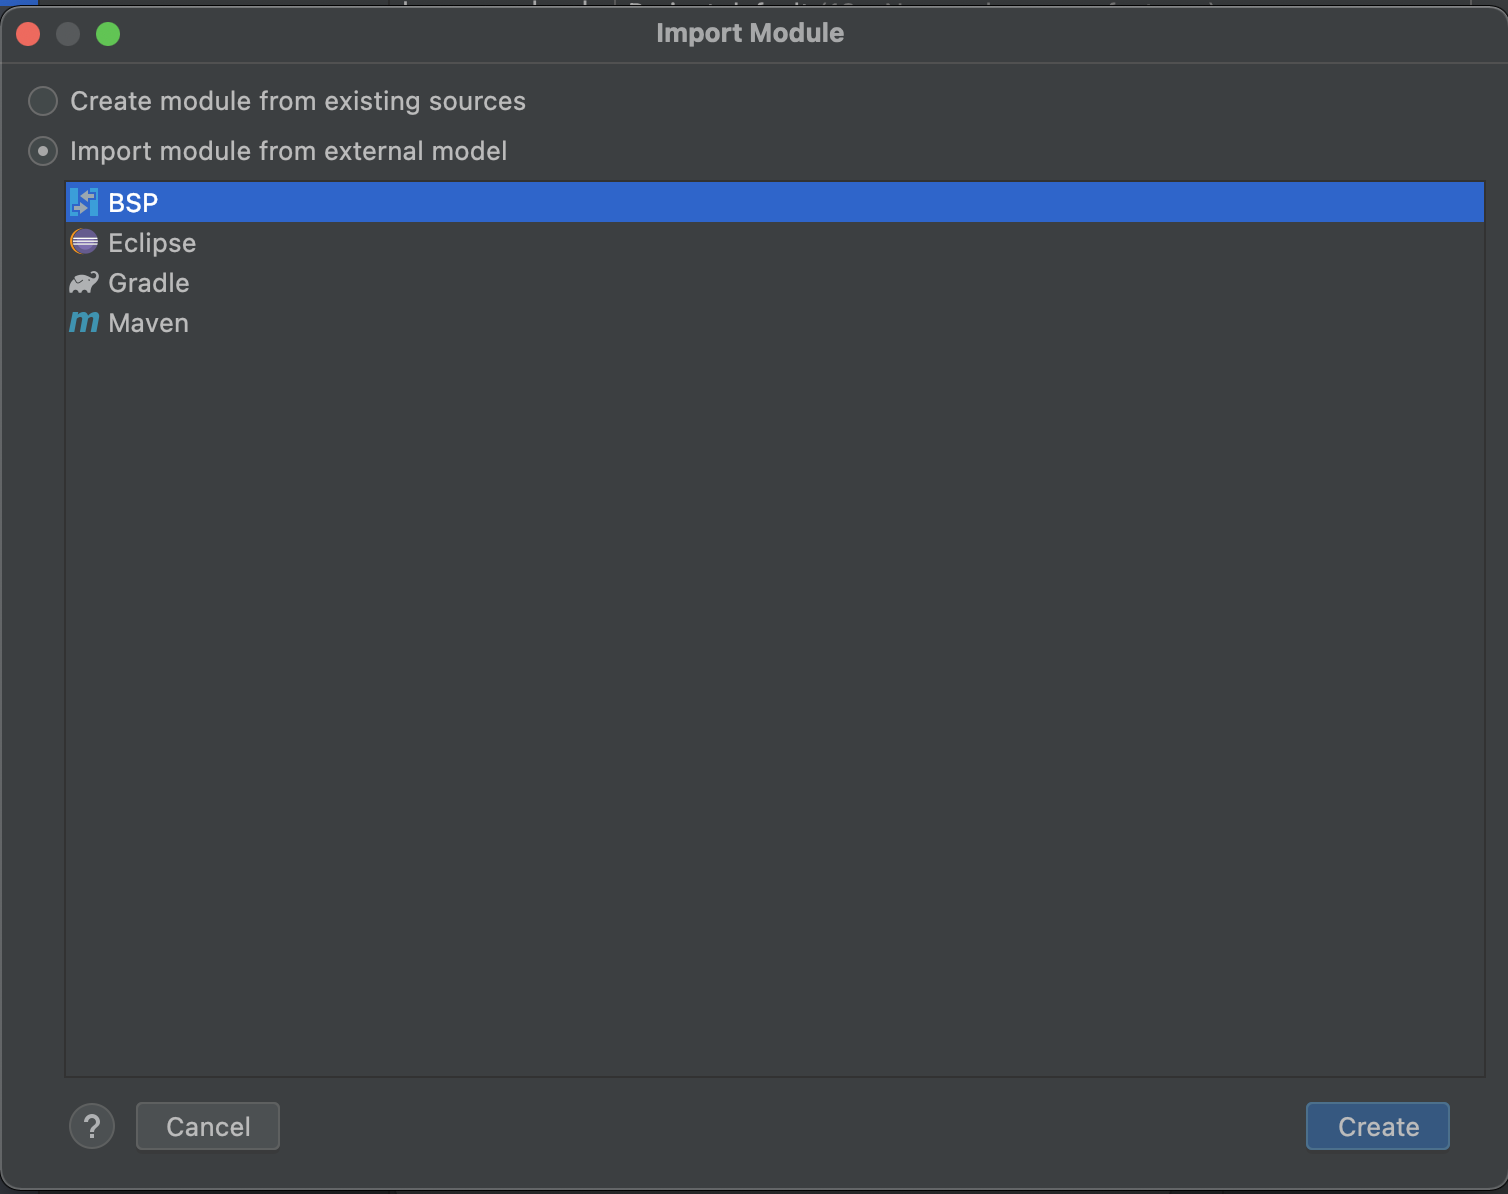 Import Module
Create module from existing sources
Import module from external model
BSP
Eclipse
Gradle
m Maven
? Cancel Create